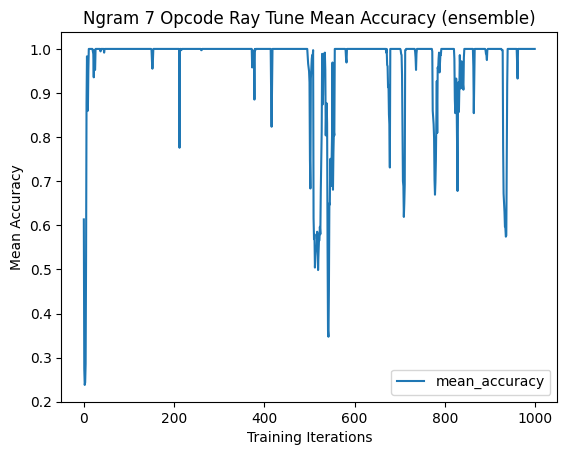 Ngram 7 Opcode Ray Tune Mean Accuracy (ensemble)
1.0
0.9
0.8
0.7
0.6
0.5
0.4
0.3
0.2
Mean Accuracy
0 200 400 600 800 1000
Training Iterations
mean_accuracy